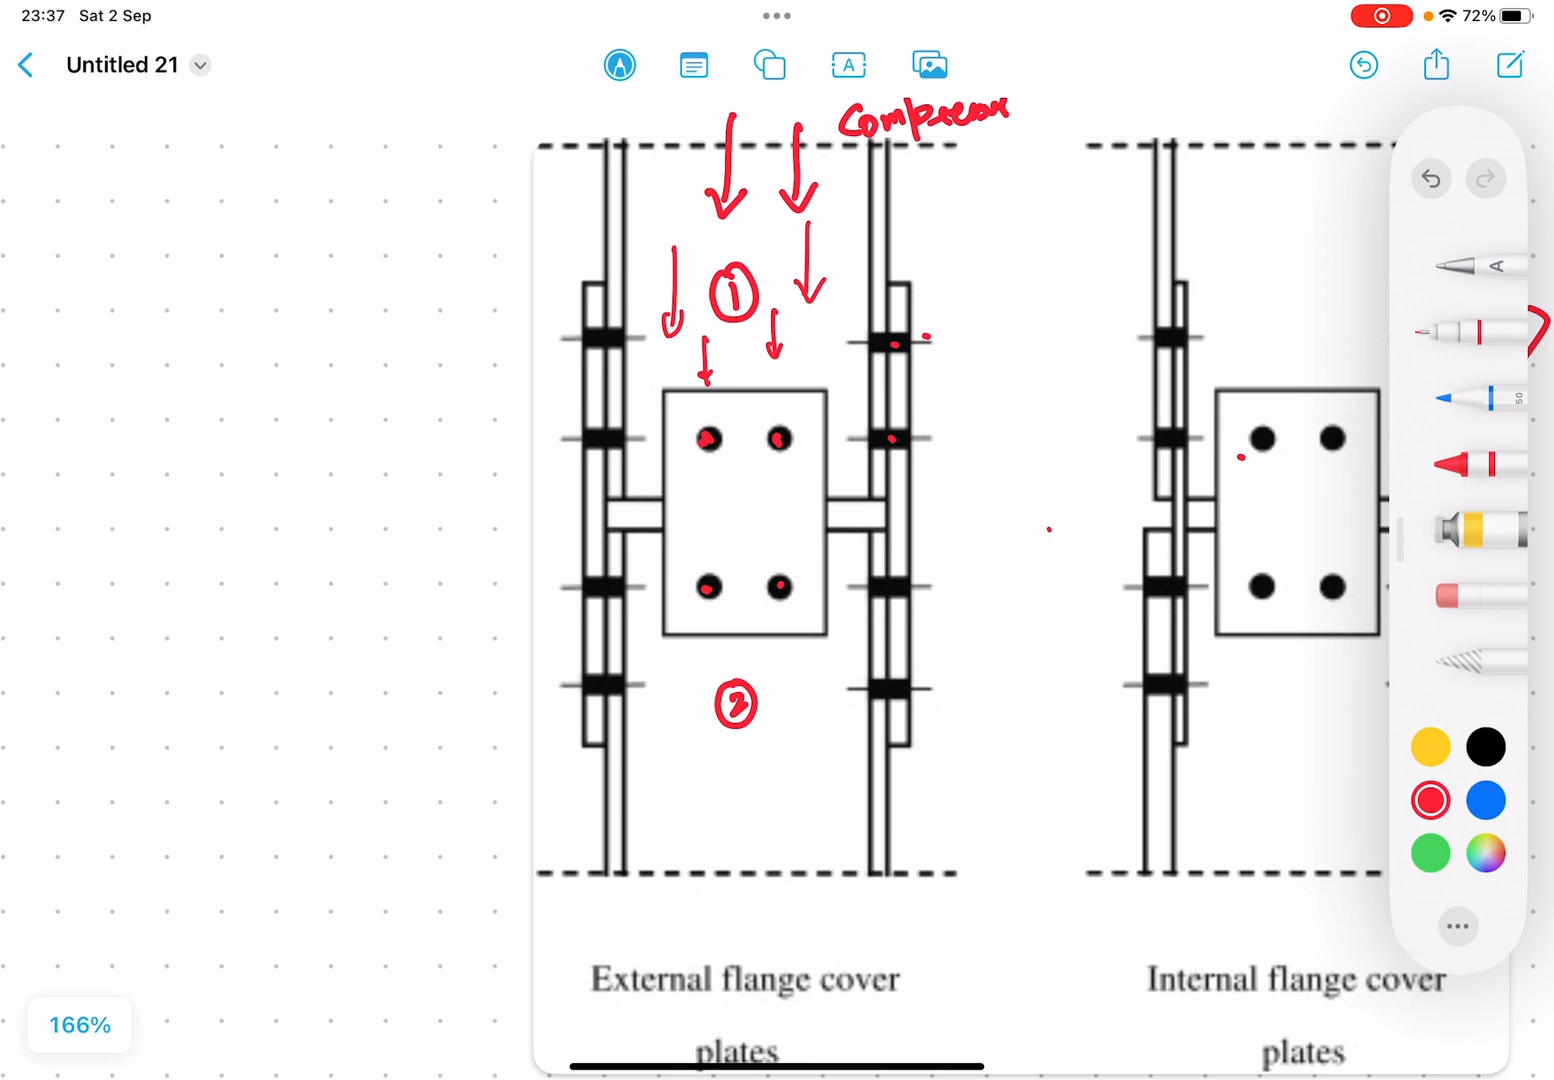 23:37 Sat 2 Sep
72%
Untitled 21
A
A
50
1
2
External flange cover
plates
Internal flange cover
plates
166%